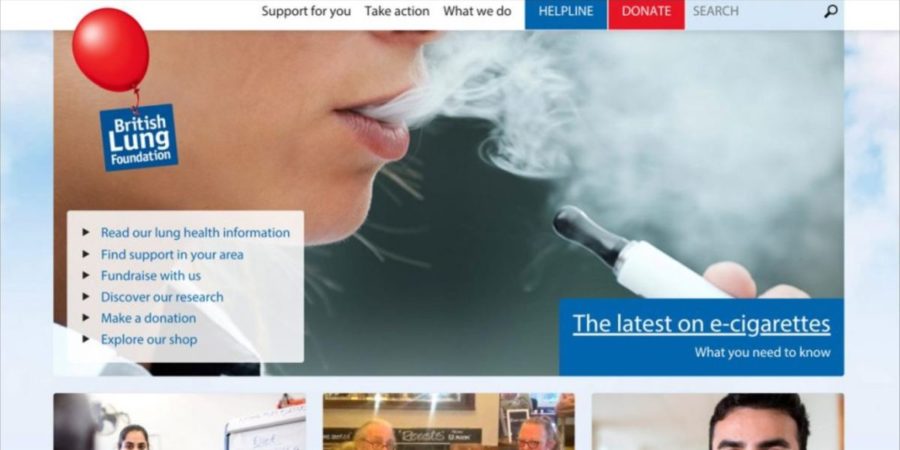 Support for you Take action What we do HELPLINE DONATE SEARCH
British
Lung
Foundation
Read our lung health information
Find support in your area
Fundraise with us
Discover our research
Make a donation
Explore our shop
The latest on e-cigarettes
What you need to know
Roasts